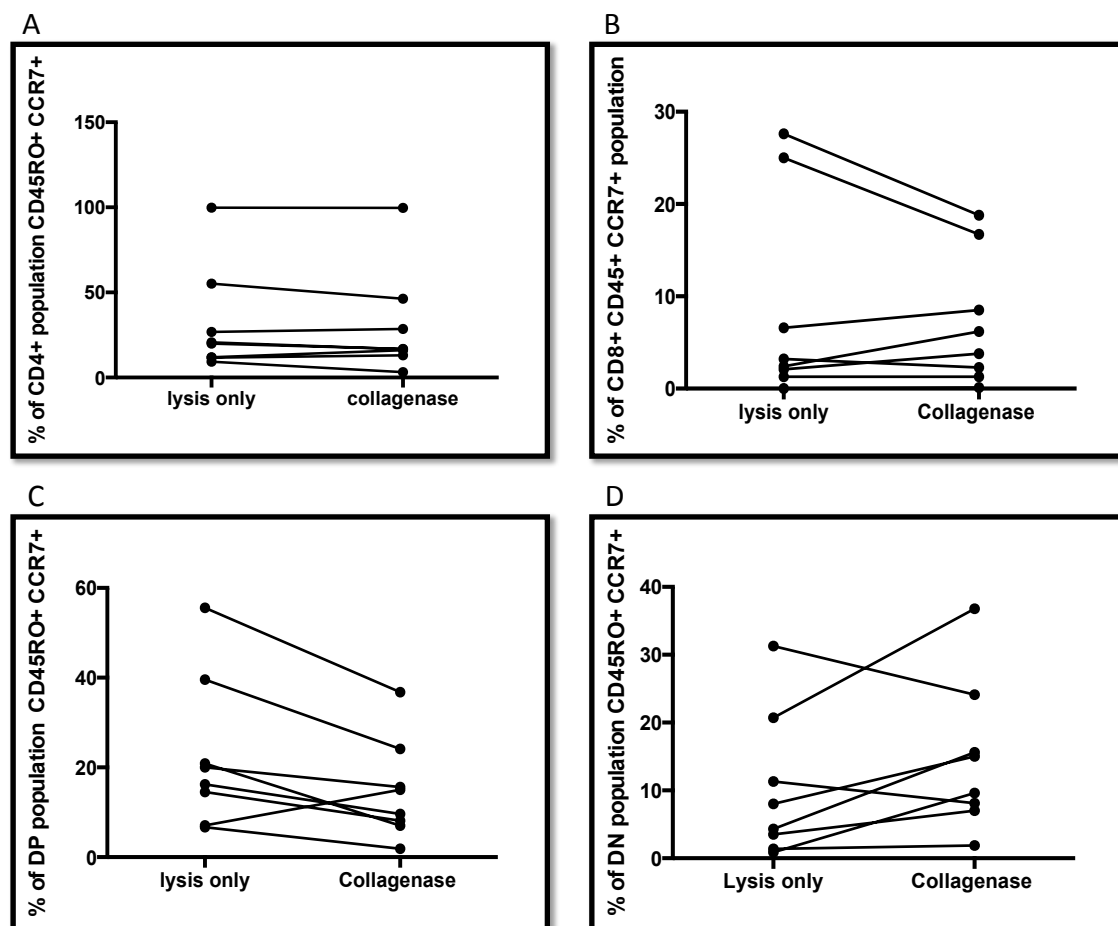 A
% of CD4+ population CD45RO+ CCR7+
150
100
50
0
lysis only
collagenase
B
% of CD8+ CD45+ CCR7+ population
30
20
10
0
lysis only
Collagenase
C
% of DP population CD45RO+ CCR7+
60
40
20
0
lysis only
Collagenase
D
% of DN population CD45RO+ CCR7+
40
30
20
10
0
Lysis only
Collagenase